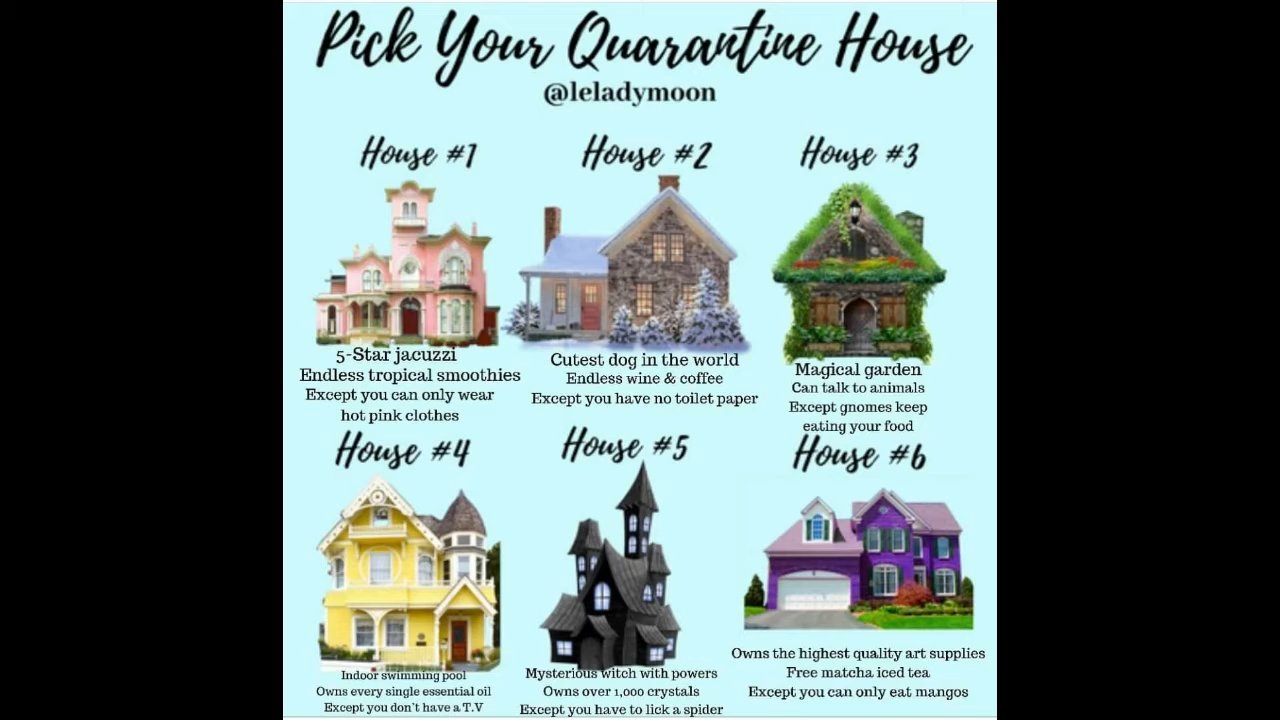 Pick Your Quarantine House
@leladymoon
House #1
5-Star jacuzzi
Endless tropical smoothies
Except you can only wear
hot pink clothes
House #2
Cutest dog in the world
Endless wine & coffee
Except you have no toilet paper
House #3
Magical garden
Can talk to animals
Except gnomes keep
eating your food
House #4
Indoor swimming pool
Owns every single essential oil
Except you don't have a T.V
House #5
Mysterious witch with powers
Owns over 1,000 crystals
Except you have to lick a spider
House #6
Owns the highest quality art supplies
Free matcha iced tea
Except you can only eat mangos